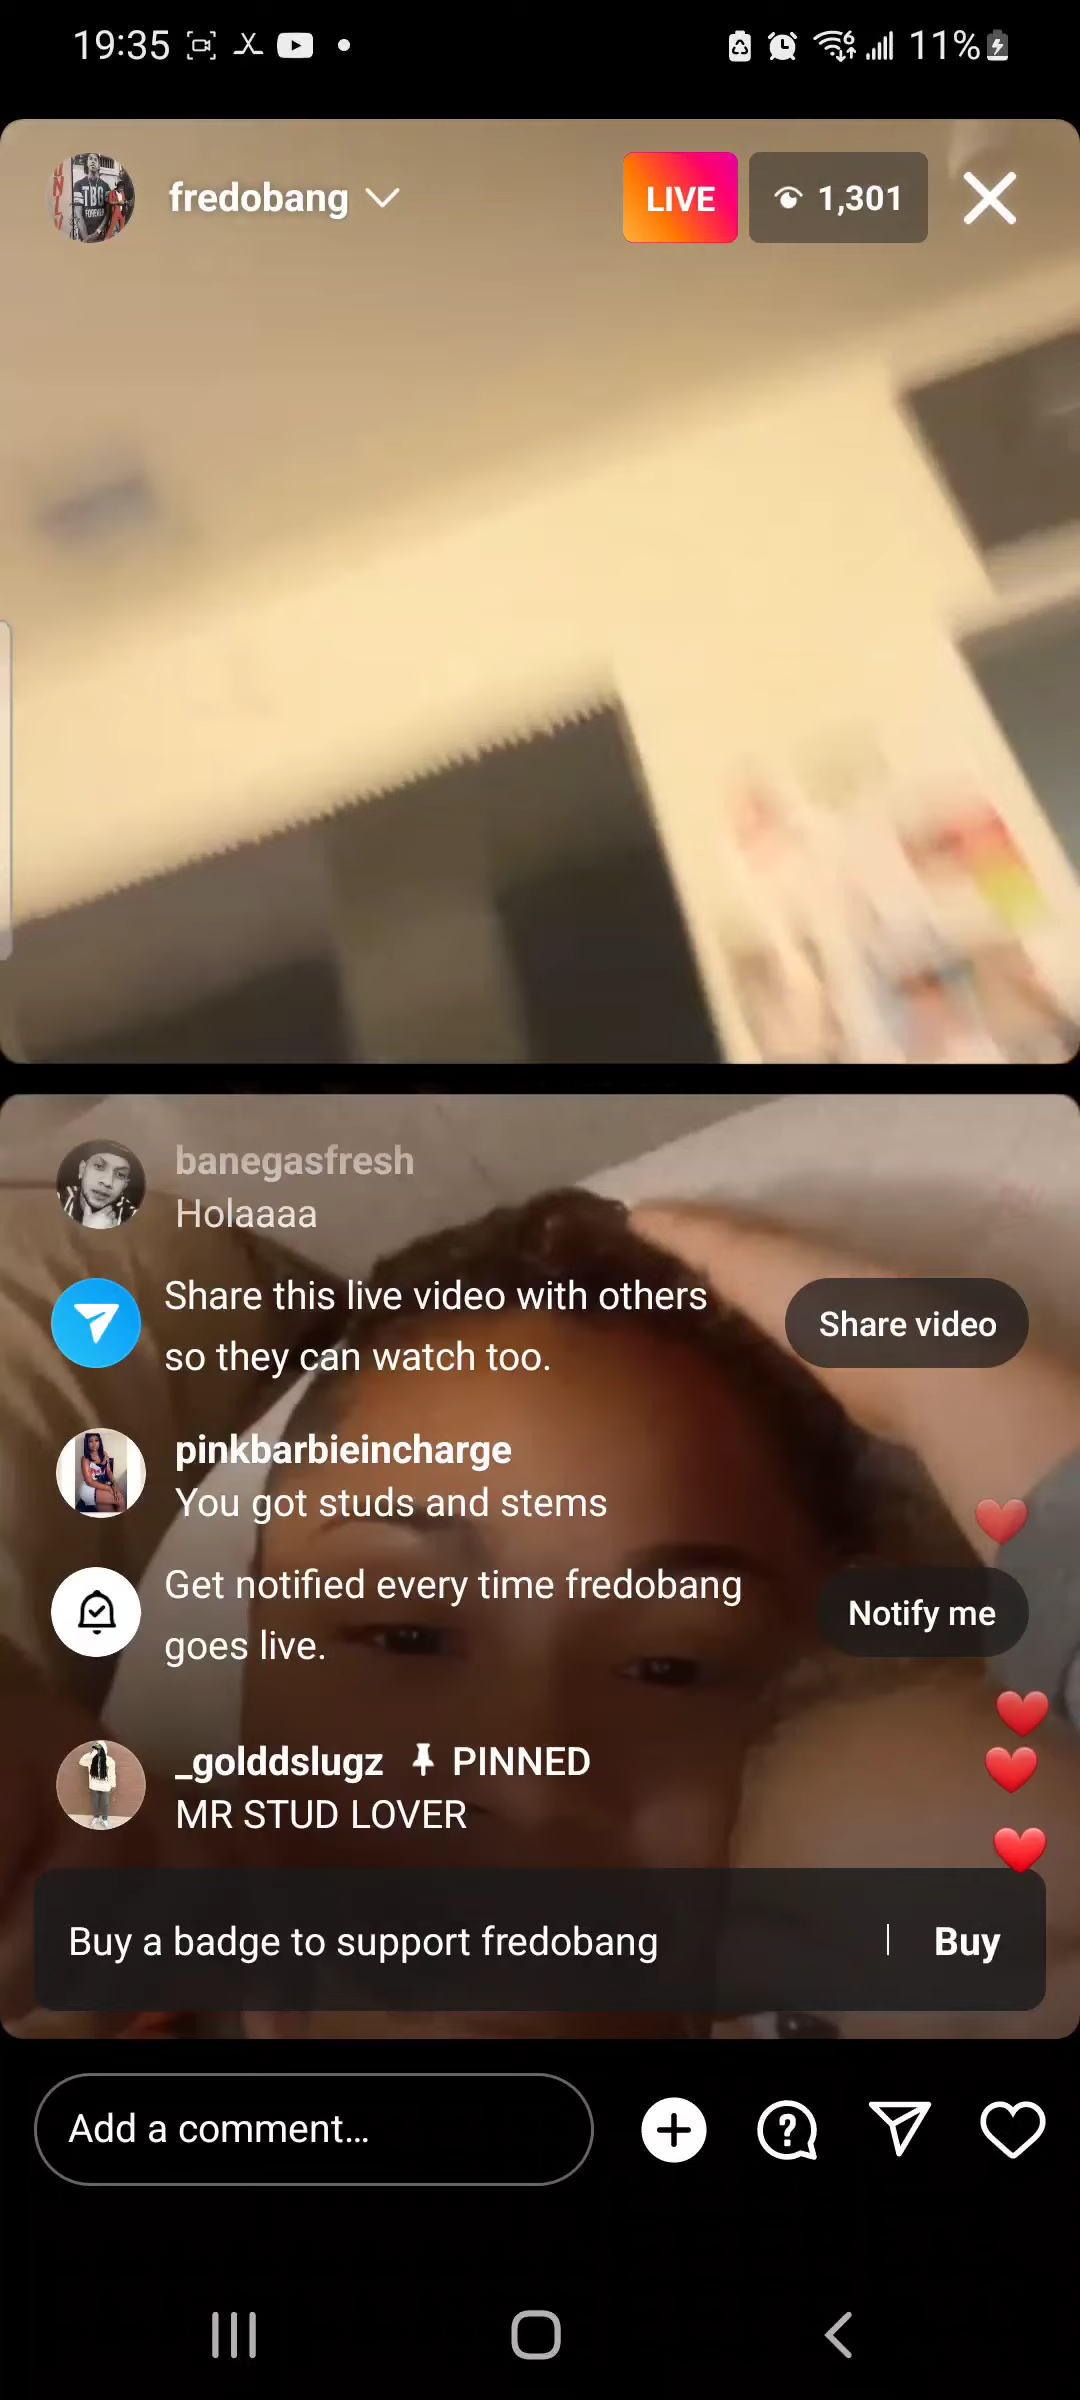 19:35
6
11%
fredobang
LIVE
1,301
banegasfresh
Holaaaa
Share this live video with others
so they can watch too.
Share video
pinkbarbieincharge
You got studs and stems
Get notified every time fredobang
goes live.
Notify me
_golddslugz PINNED
MR STUD LOVER
Buy a badge to support fredobang | Buy
Add a comment...